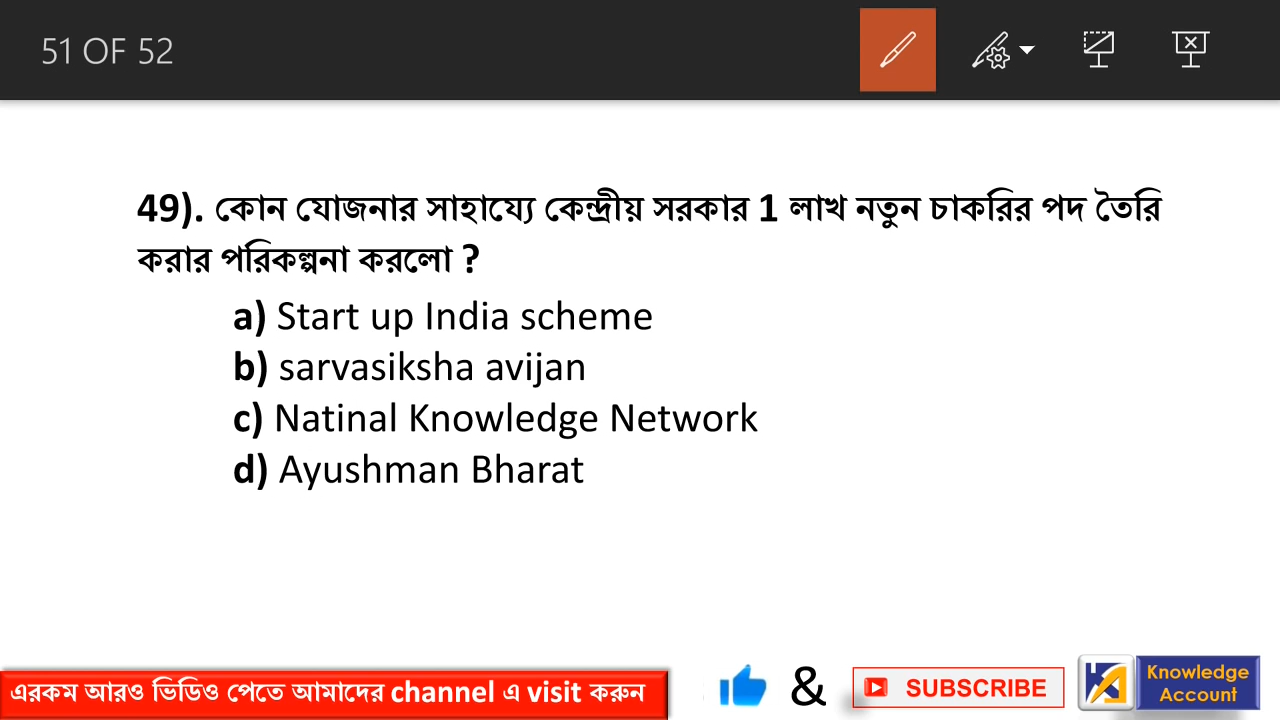 51 OF 52
49). কোন যোজনার সাহায্যে কেন্দ্রীয় সরকার 1 লাখ নতুন চাকরির পদ তৈরি
করার পরিকল্পনা করলো ?
a) Start up India scheme
b) sarvasiksha avijan
c) Natinal Knowledge Network
d) Ayushman Bharat
এরকম আরও ভিডিও পেতে আমাদের channel এ visit করুন
& SUBSCRIBE
Knowledge
Account